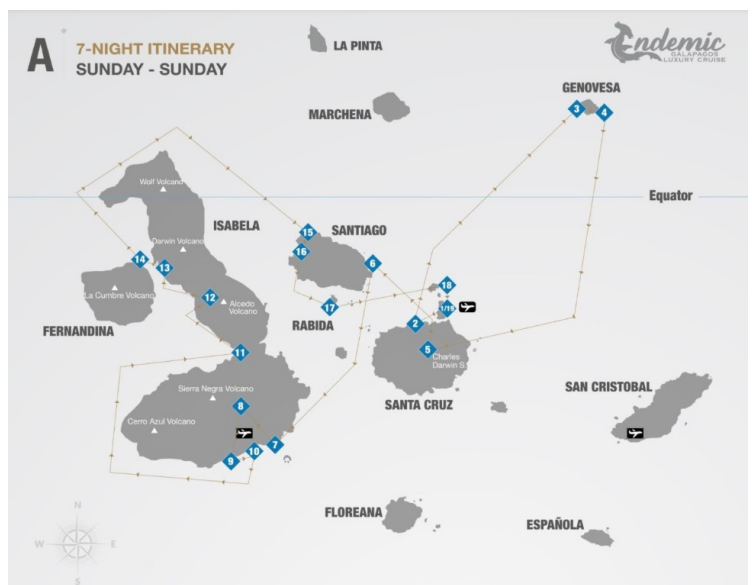 A
7-NIGHT ITINERARY
SUNDAY - SUNDAY
Endemic
GALAPAGOS
LUXURY CRUISE
LA PINTA
MARCHENA
GENOVESA
3
4
Equator
Wolf Volcano
ISABELA
Darwin Volcano
SANTIAGO
15
16
6
14
13
La Cumbre Volcano
12
Alcedo
Volcano
FERNANDINA
17
RABIDA
18
1/19
2
5
Charles
Darwin S.
SANTA CRUZ
11
Sierra Negra Volcano
8
Cerro Azul Volcano
SAN CRISTOBAL
7
10
9
FLOREANA
ESPAÑOLA
N
W
E
S